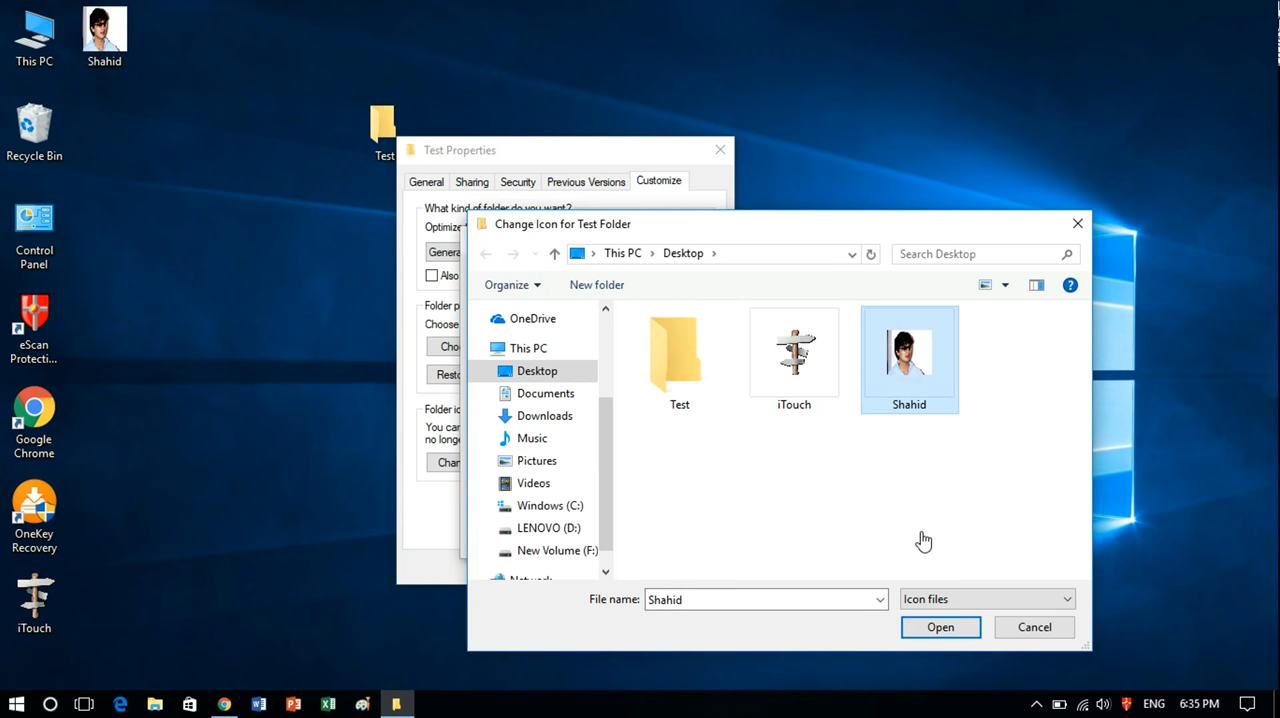 This PC
Shahid
Recycle Bin
Control
Panel
eScan
Protecti...
Google
Chrome
OneKey
Recovery
iTouch
Test
Test Properties
General
Sharing
Security
Previous Versions
Customize
What kind of folder do you want?
Optimize
Genera
Also
Folder p
Choose
Cho
Resto
Folder ic
You can
no longe
Chan
Change Icon for Test Folder
This PC
Desktop
Search Desktop
Organize
New folder
OneDrive
This PC
Desktop
Documents
Downloads
Music
Pictures
Videos
Windows (C:)
LENOVO (D:)
New Volume (F:)
Network
Test
iTouch
Shahid
File name:
Shahid
Icon files
Open
Cancel
ENG
6:35 PM